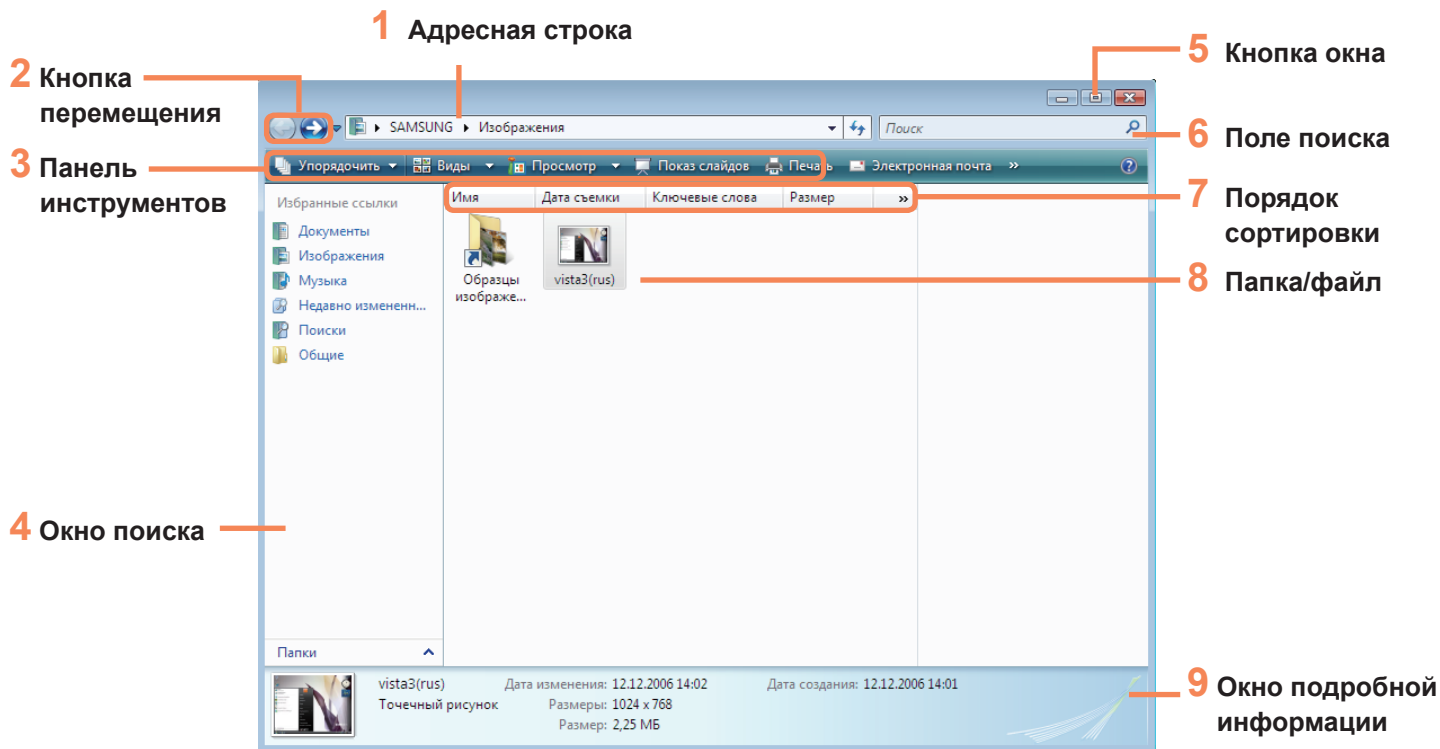 1 Адресная строка
2 Кнопка
перемещения
3 Панель
инструментов
4 Окно поиска
5 Кнопка окна
6 Поле поиска
7 Порядок
сортировки
8 Папка/файл
9 Окно подробной
информации
SAMSUNG Изображения
Поиск
Упорядочить Виды Просмотр Показ слайдов Печать Электронная почта »
Избранные ссылки
Документы
Изображения
Музыка
Недавно измененн...
Поиски
Общие
Папки
Имя Дата съемки Ключевые слова Размер »
Образцы
изображе...
vista3(rus)
vista3(rus) Дата изменения: 12.12.2006 14:02 Дата создания: 12.12.2006 14:01
Точечный рисунок Размеры: 1024 x 768
Размер: 2,25 МБ